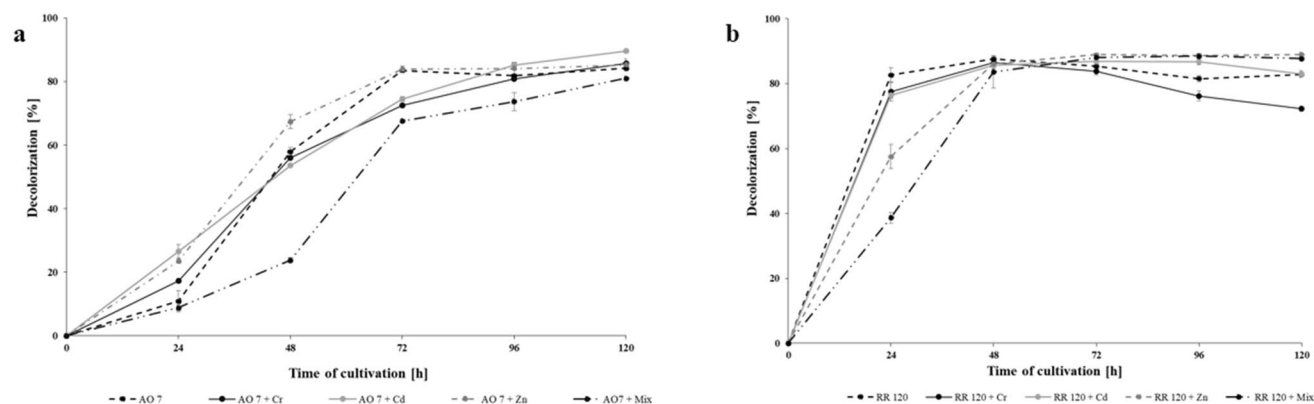 a
Decolorization [%]
100
80
60
40
20
0
0 24 48 72 96 120
Time of cultivation [h]
AO 7 AO 7 + Cr AO 7 + Cd AO 7 + Zn AO7 + Mix
b
Decolorization [%]
100
80
60
40
20
0
0 24 48 72 96 120
Time of cultivation [h]
RR 120 RR 120 + Cr RR 120 + Cd RR 120 + Zn RR 120 + Mix